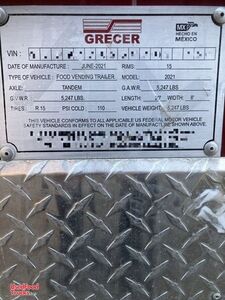 GRECER
MX
HECHO EN
MÉXICO
VIN :
DATE OF MANUFACTURE : JUNE-2021 RIMS: 15
TYPE OF VEHICLE : FOOD VENDING TRAILER MODEL: 2021
AXLE: TANDEM G.A.W.R: 5,247 LBS
G.V.W.R 5,247 LBS WIDTH: 8'
TIRES: R 15 PSI COLD : 110 VEHICLE WEIGHT: 5,247 LBS
THIS VEHICLE CONFORMS TO ALL APPLICABLE US FEDERAL MOTOR VEHICLE
SAFETY STANDARDS IN EFFECT ON THE DATE OF MANUFACTURE SHOWN ABOVE.